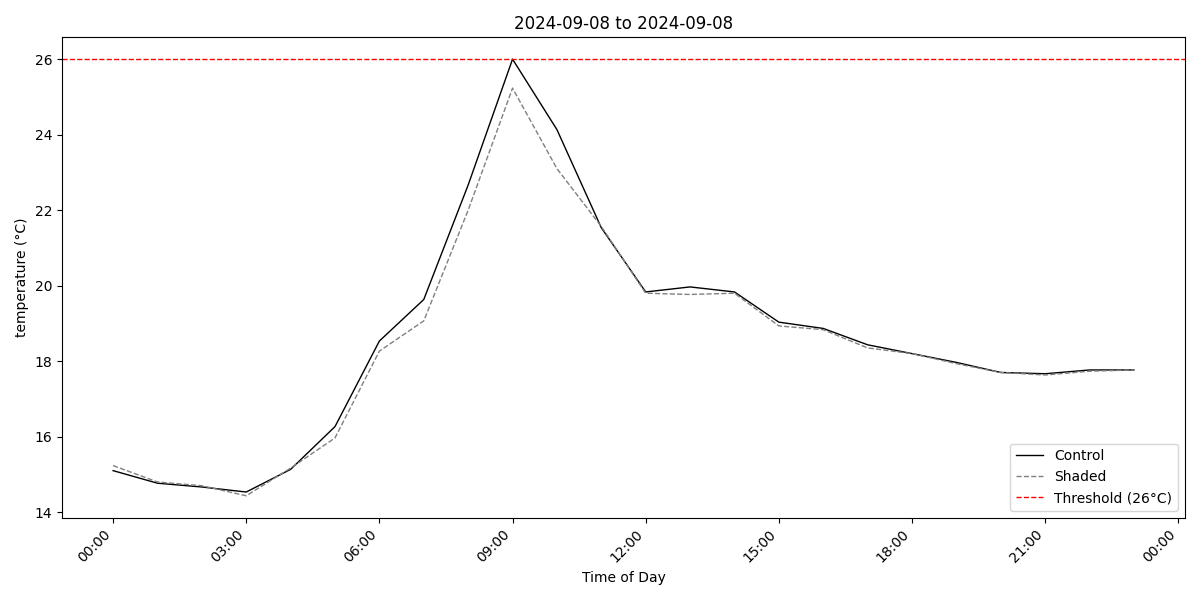 2024-09-08 to 2024-09-08
temperature (°C)
26
24
22
20
18
16
14
Control
Shaded
Threshold (26°C)
00:00
03:00
06:00
09:00
12:00
15:00
18:00
21:00
00:00
Time of Day